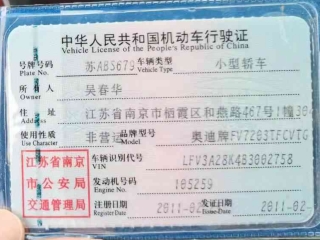 中华人民共和国机动车行驶证
Vehicle License of the People's Republic of China
号牌号码 苏AB5679 车辆类型 小型轿车
Plate No. Vehicle Type
所有人 吴春华
Owner
住址 江苏省南京市栖霞区和燕路467号1幢30
Address
使用性质 非营运 品牌型号 奥迪牌FV7203TFCVTG
Use Character Model
江苏省南京
市公安局
交通管理局
车辆识别代号 LFV3A28K4B3002758
VIN
发动机号码 185259
Engine No.
注册日期 2011-02- 发证日期 2011-02-
Register Date Issue Date